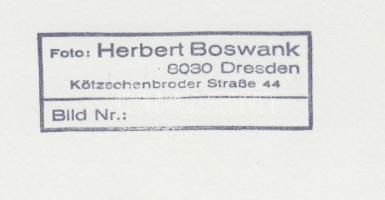 Foto: Herbert Boswank
8030 Dresden
Kötzschenbroder Straße 44
Bild Nr.: